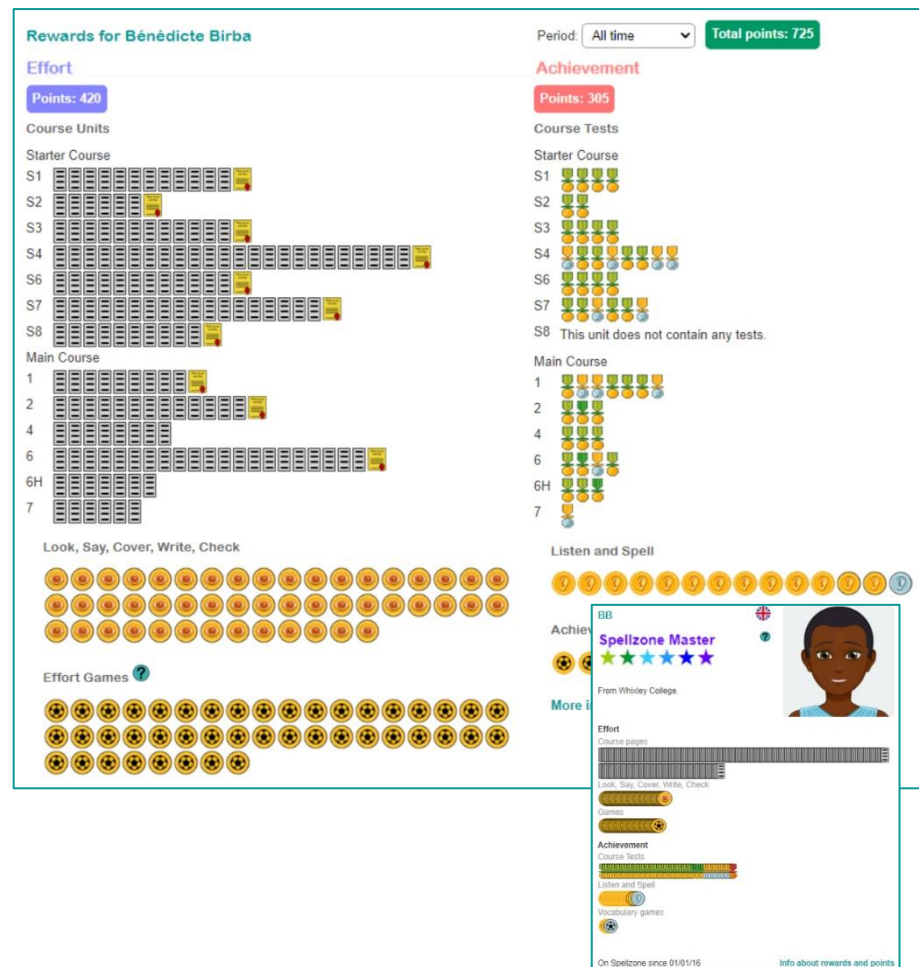 Rewards for Bénédicte Birba
Period: All time
Total points: 725
Effort
Points: 420
Course Units
Starter Course
S1
S2
S3
S4
S6
S7
S8
Main Course
1
2
4
6
6H
7
Look, Say, Cover, Write, Check
Effort Games ?
Achievement
Points: 305
Course Tests
Starter Course
S1
S2
S3
S4
S6
S7
S8 This unit does not contain any tests.
Main Course
1
2
4
6
6H
7
Listen and Spell
BB
?
Spellzone Master
From Whixley College.
Effort
Course pages
Look, Say, Cover, Write, Check
Games
Achievement
Course Tests
Listen and Spell
Vocabulary games
On Spellzone since 01/01/16
Info about rewards and points